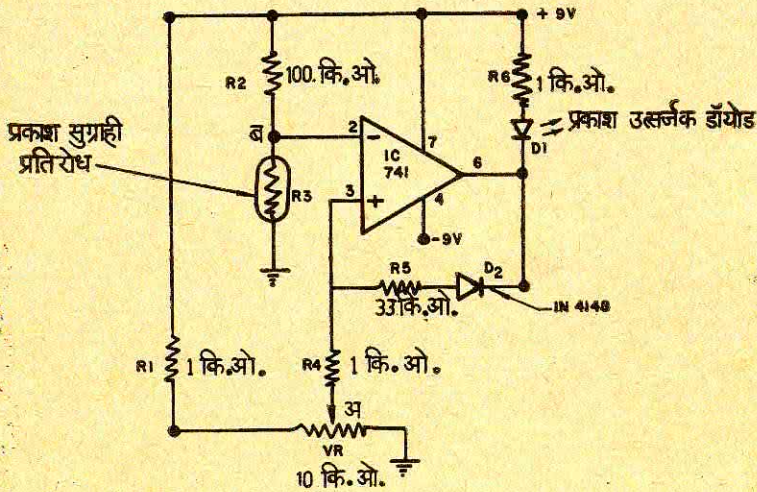 + 9V
R2
100. कि.ओ.
R6
1 कि.ओ.
प्रकाश सुग्राही
प्रतिरोध
ब
2
-
7
IC
741
6
प्रकाश उत्सर्जक डॉयोड
D1
R3
3
+
4
-9V
R5
33 कि.ओ.
D2
IN 4148
R1
1 कि.ओ.
R4
1 कि.ओ.
अ
VR
10 कि.ओ.